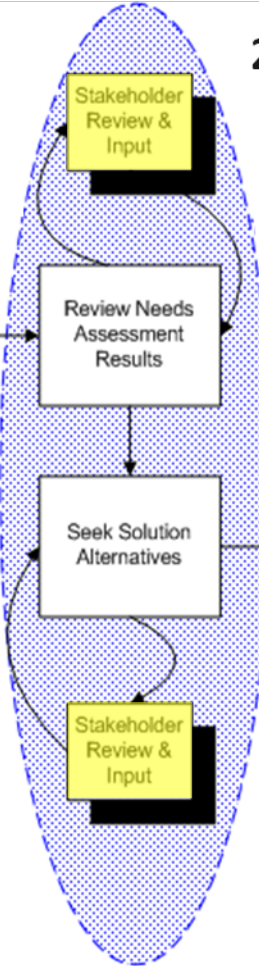 2
Stakeholder
Review &
Input
Review Needs
Assessment
Results
Seek Solution
Alternatives
Stakeholder
Review &
Input